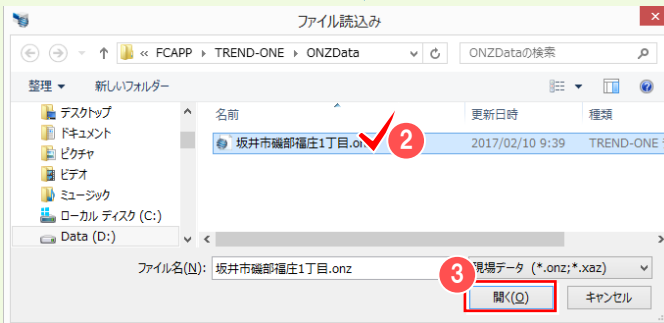 ファイル読込み
« FCAPP ▸ TREND-ONE ▸ ONZData
ONZDataの検索
整理 ▼ 新しいフォルダー
デスクトップ
ドキュメント
ピクチャ
ビデオ
ミュージック
ローカル ディスク (C:)
Data (D:)
名前 更新日時 種類
坂井市磯部福庄1丁目.on 2017/02/10 9:39 TREND-ONE
2
ファイル名(N): 坂井市磯部福庄1丁目.onz
現場データ (*.onz;*.xaz)
3
開く(O) キャンセル